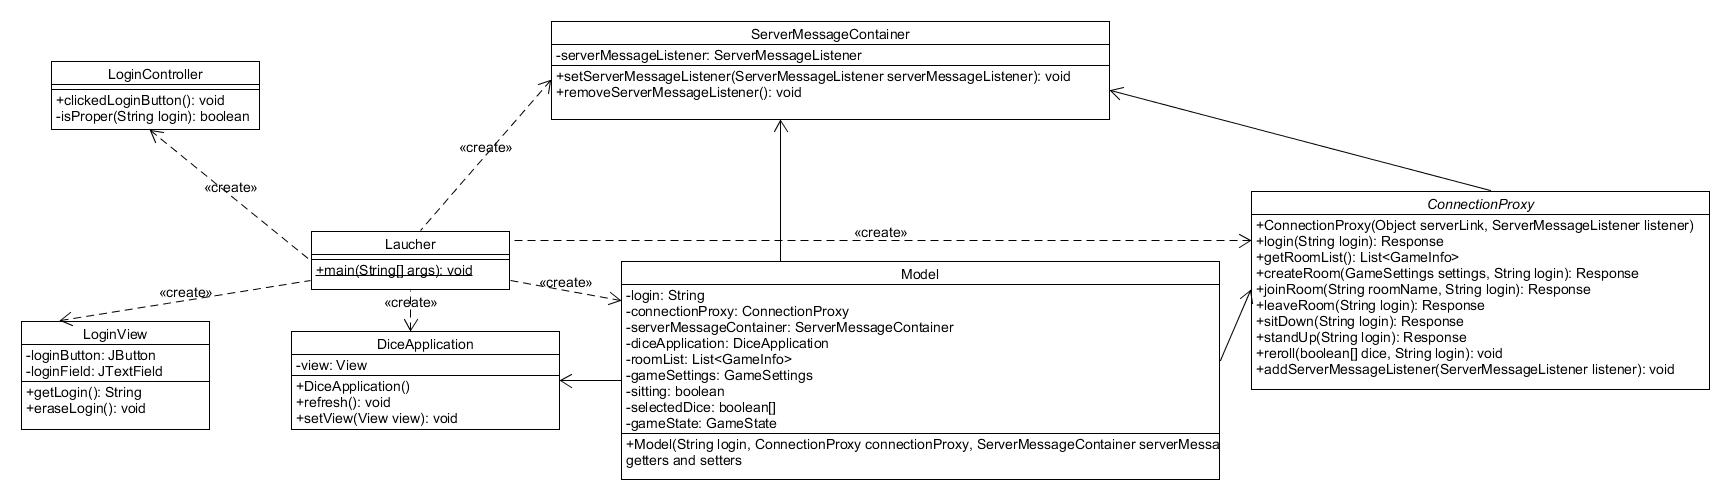 ServerMessageContainer
-serverMessageListener: ServerMessageListener
+setServerMessageListener(ServerMessageListener serverMessageListener): void
+removeServerMessageListener(): void
LoginController
+clickedLoginButton(): void
-isProper(String login): boolean
«create»
«create»
ConnectionProxy
+ConnectionProxy(Object serverLink, ServerMessageListener listener)
+login(String login): Response
+getRoomList(): List<GameInfo>
+createRoom(GameSettings settings, String login): Response
+joinRoom(String roomName, String login): Response
+leaveRoom(String login): Response
+sitDown(String login): Response
+standUp(String login): Response
+reroll(boolean[] dice, String login): void
+addServerMessageListener(ServerMessageListener listener): void
Laucher
+main(String[] args): void
«create»
«create»
«create»
«create»
Model
-login: String
-connectionProxy: ConnectionProxy
-serverMessageContainer: ServerMessageContainer
-diceApplication: DiceApplication
-roomList: List<GameInfo>
-gameSettings: GameSettings
-sitting: boolean
-selectedDice: boolean[]
-gameState: GameState
+Model(String login, ConnectionProxy connectionProxy, ServerMessageContainer serverMessa
getters and setters
LoginView
-loginButton: JButton
-loginField: JTextField
+getLogin(): String
+eraseLogin(): void
DiceApplication
-view: View
+DiceApplication()
+refresh(): void
+setView(View view): void